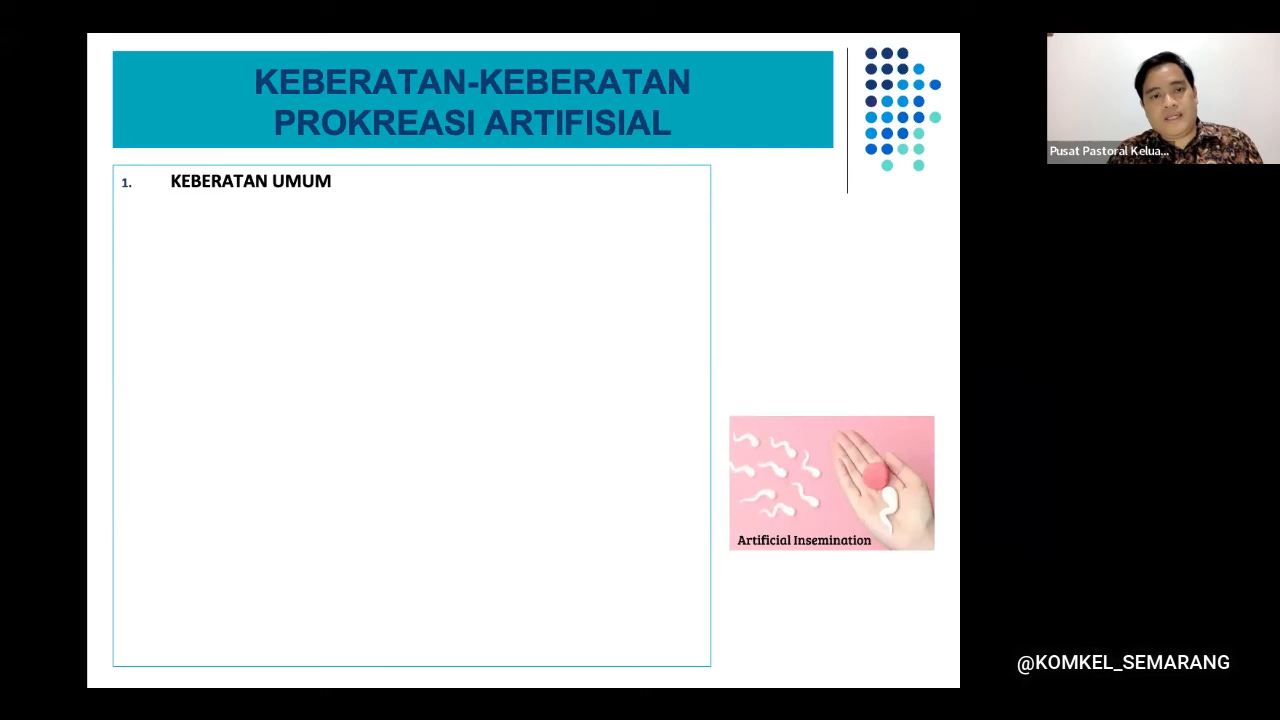 KEBERATAN-KEBERATAN
PROKREASI ARTIFISIAL
1. KEBERATAN UMUM
Artificial Insemination
Pusat Pastoral Kelua...
@KOMKEL_SEMARANG